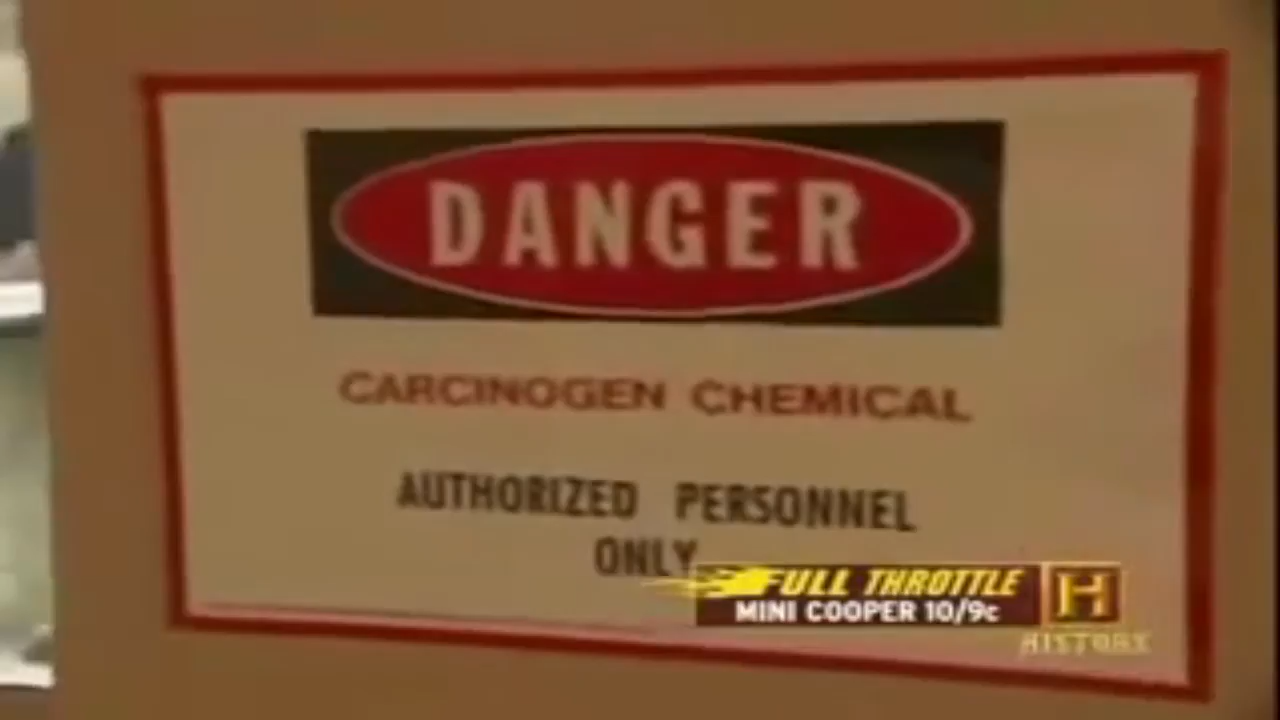 DANGER
CARCINOGEN CHEMICAL
AUTHORIZED PERSONNEL
ONLY
FULL THROTTLE
MINI COOPER 10/9c
H
HISTORY